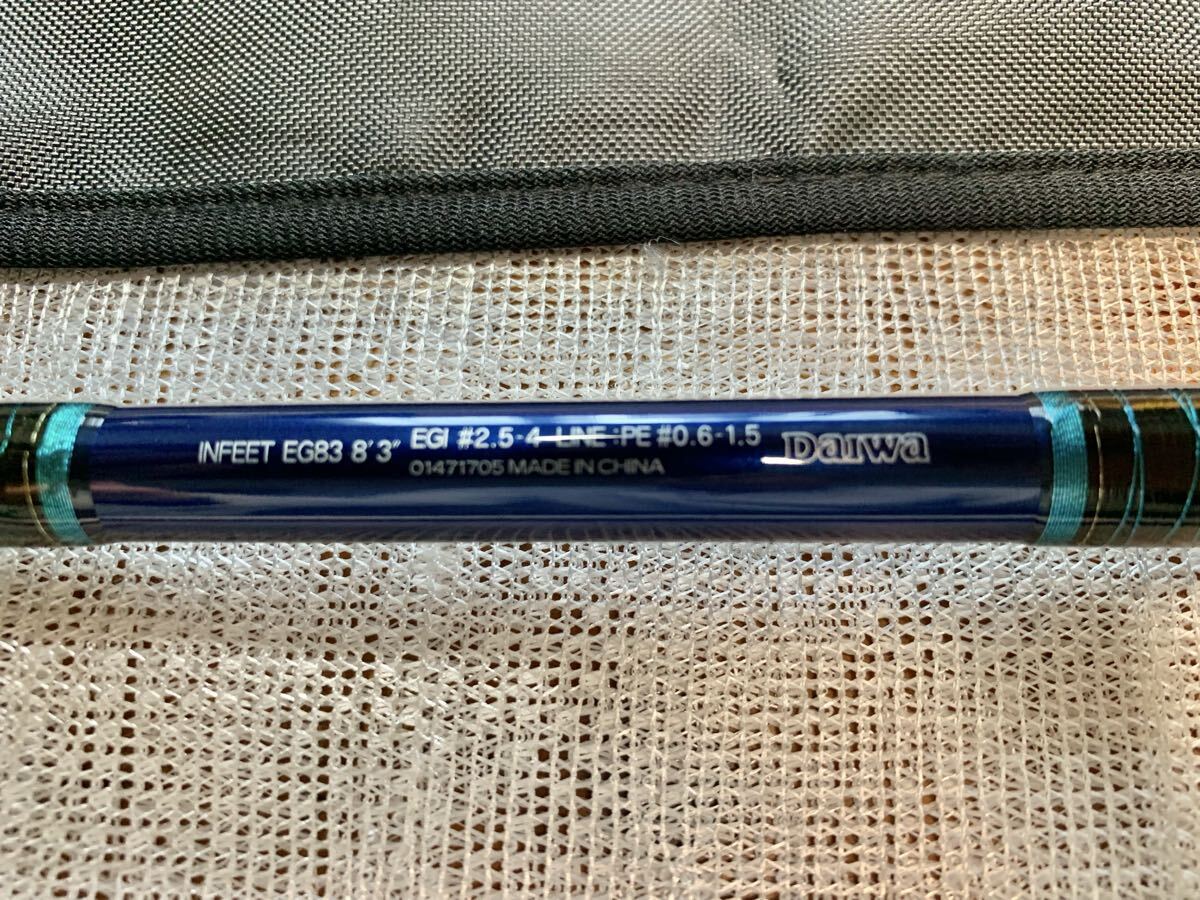 INFEET EG83 8'3" EGI #2.5-4 LINE:PE #0.6-1.5 Daiwa
01471705 MADE IN CHINA